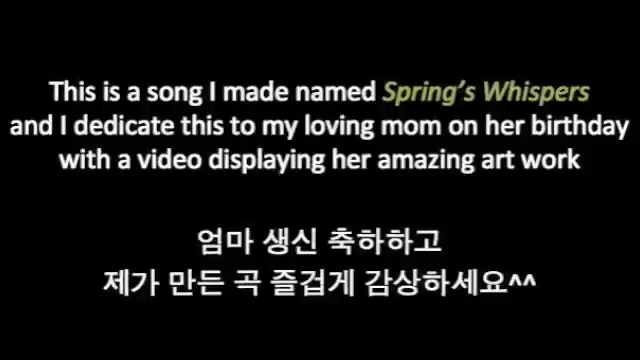 This is a song I made named Spring's Whispers
and I dedicate this to my loving mom on her birthday
with a video displaying her amazing art work
엄마 생신 축하하고
제가 만든 곡 즐겁게 감상하세요^^